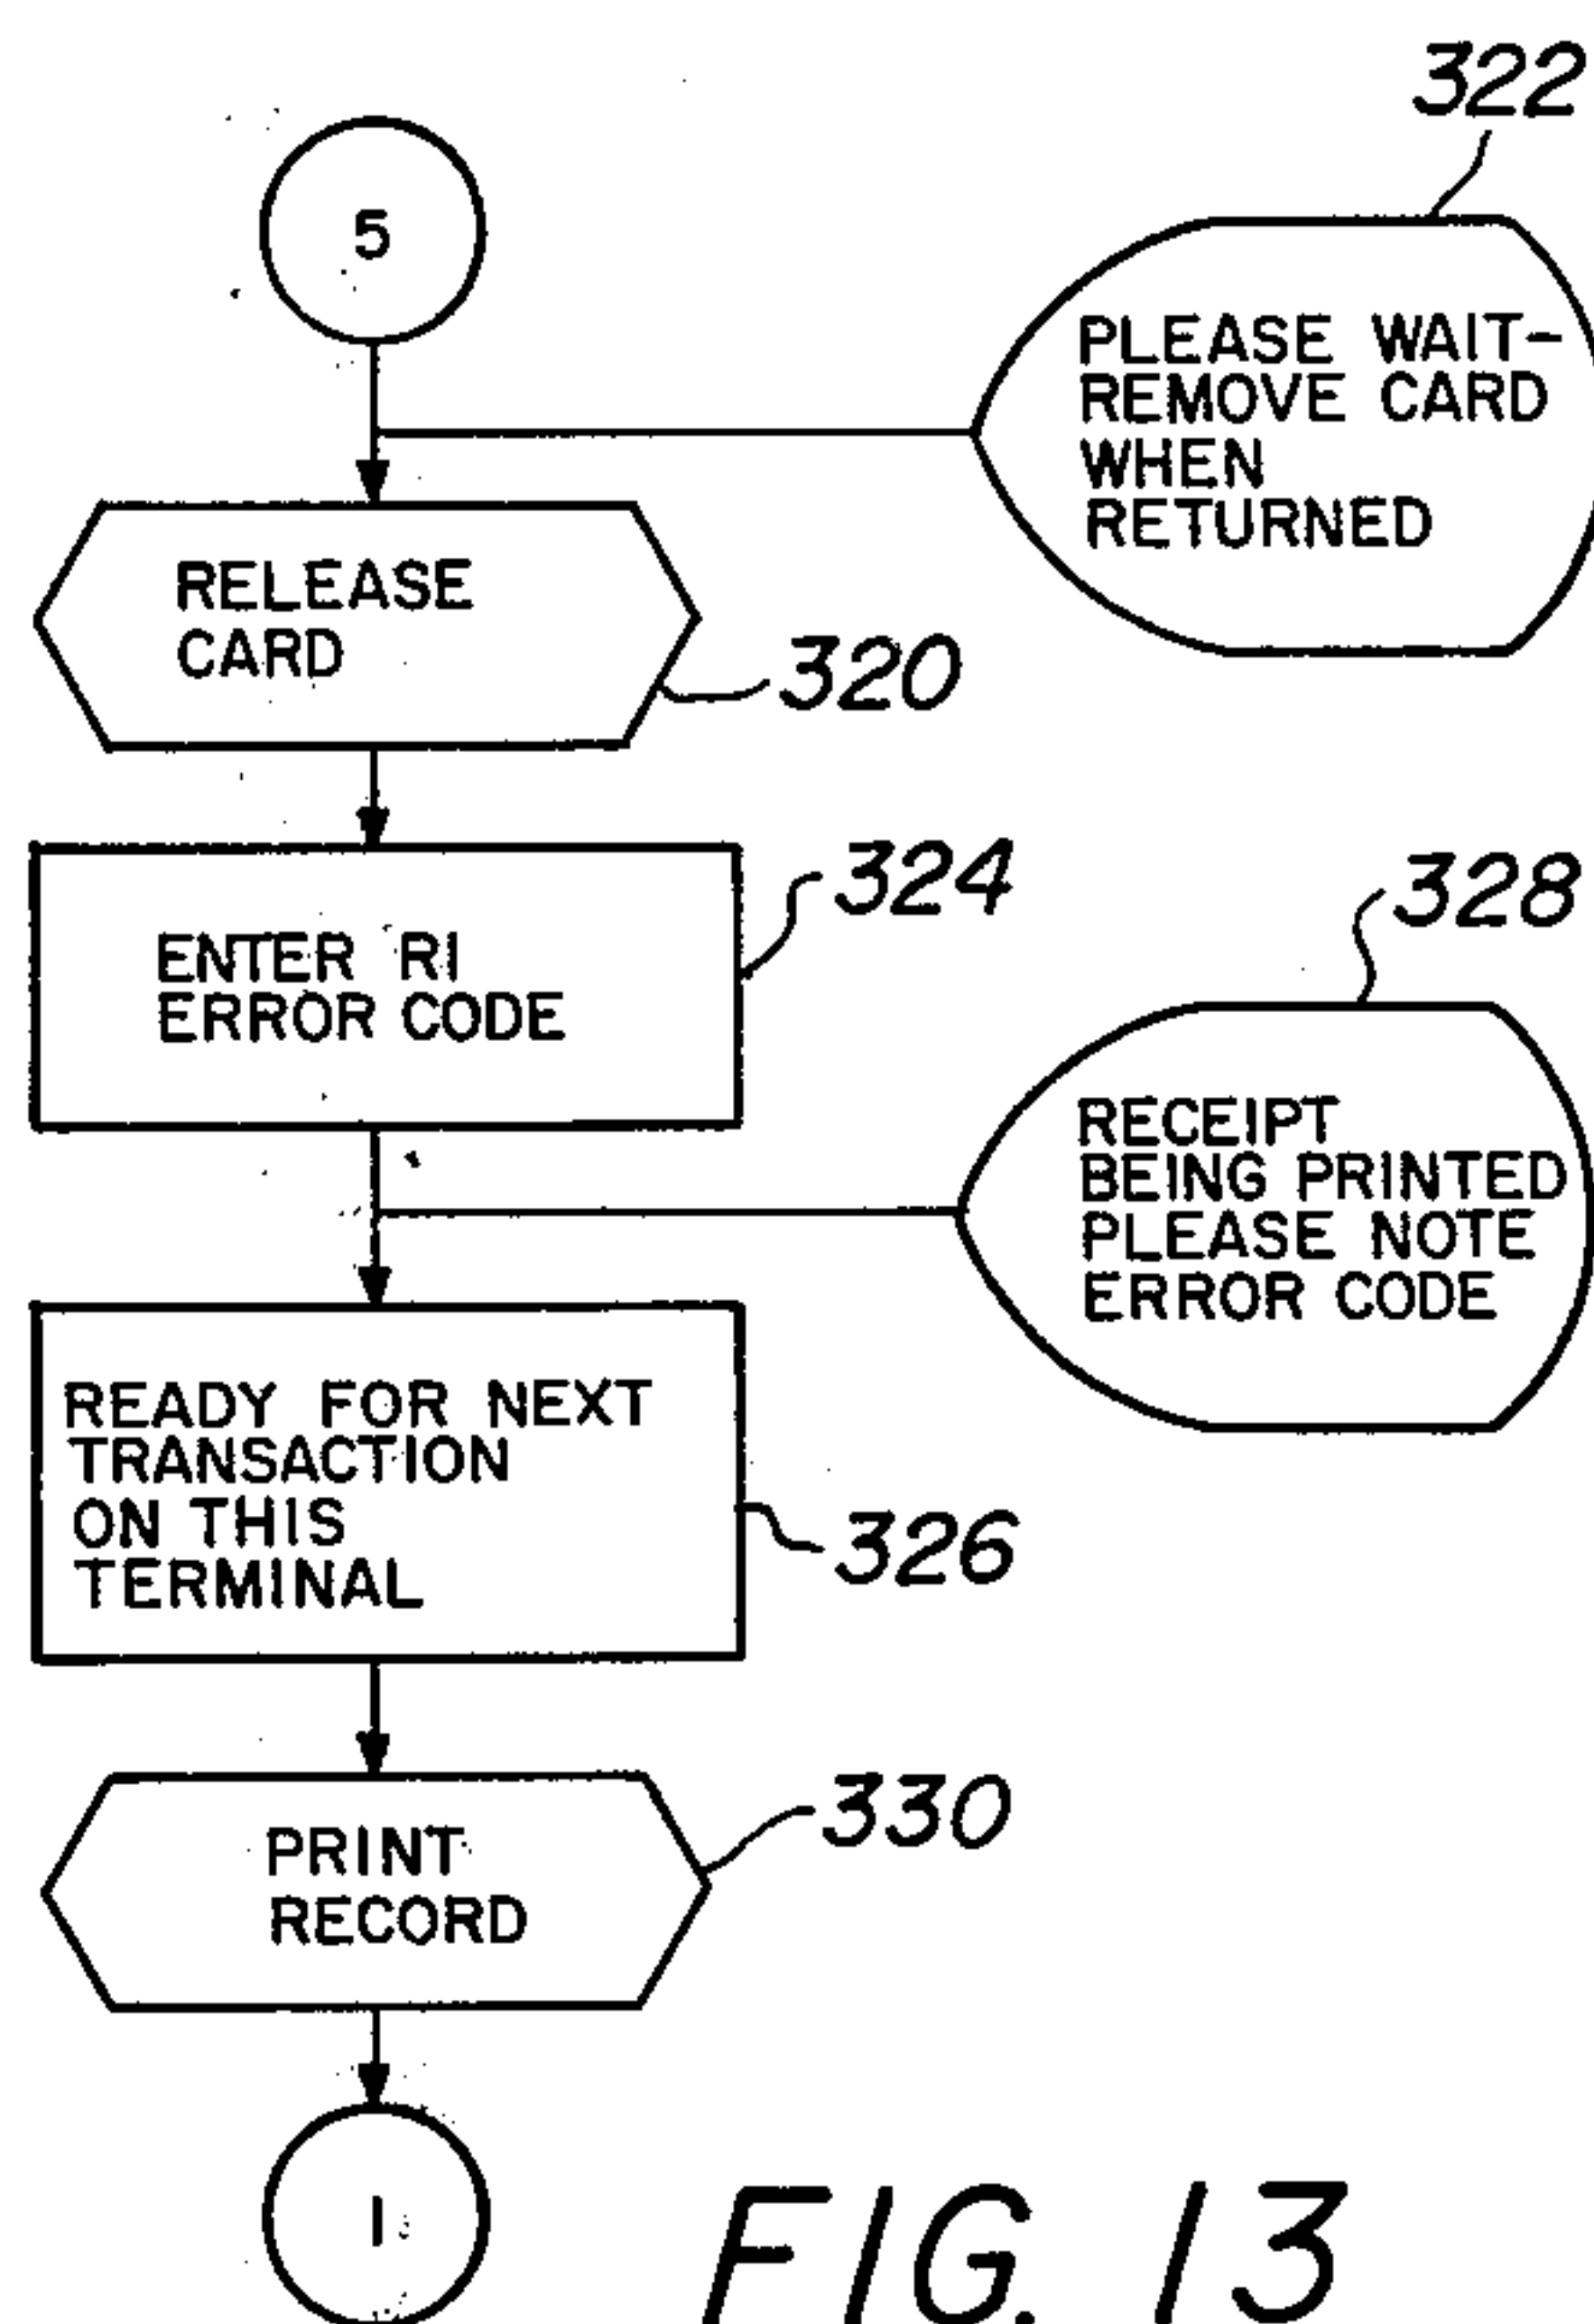 322
5
PLEASE WAIT-
REMOVE CARD
WHEN
RETURNED
RELEASE
CARD
320
324
ENTER RI
ERROR CODE
328
RECEIPT
BEING PRINTED
PLEASE NOTE
ERROR CODE
READY FOR NEXT
TRANSACTION
ON THIS
TERMINAL
326
330
PRINT
RECORD
1
FIG. 13